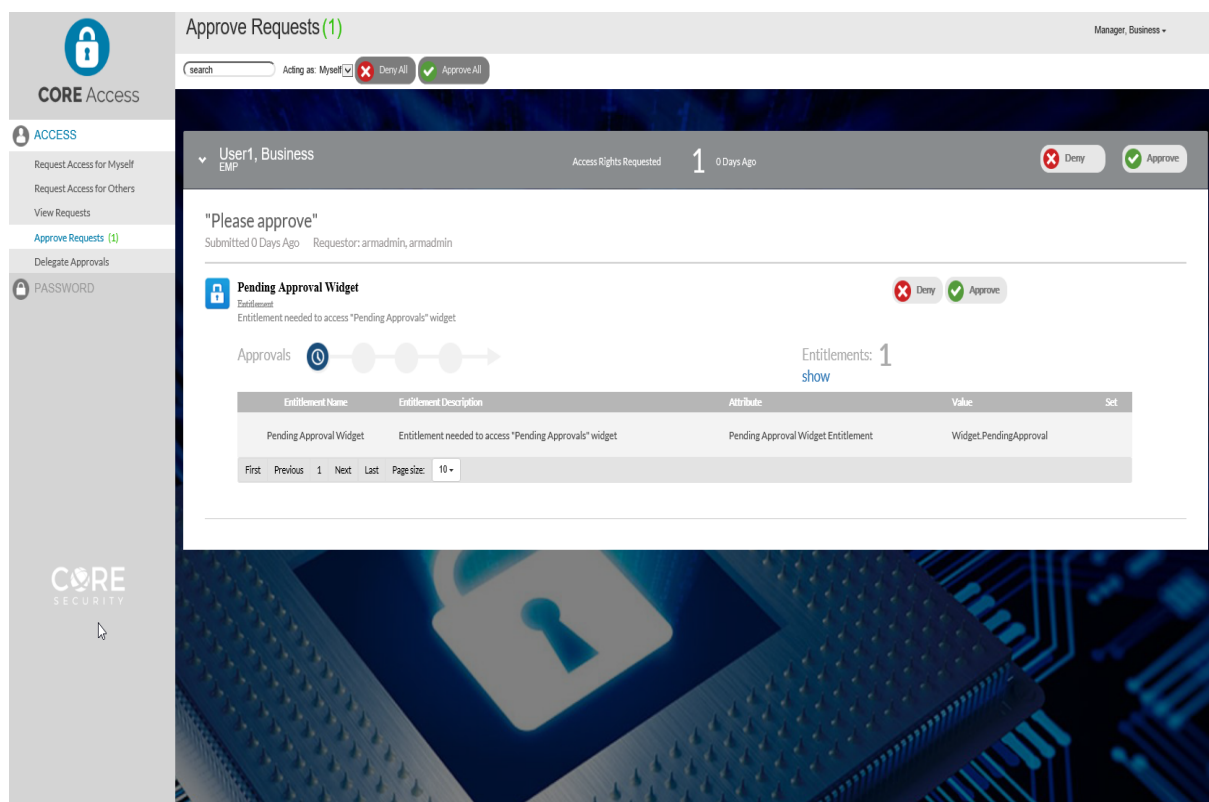 CORE Access
ACCESS
Request Access for Myself
Request Access for Others
View Requests
Approve Requests (1)
Delegate Approvals
PASSWORD
CORE
SECURITY
Approve Requests (1)
Manager, Business
search
Acting as: Myself
Deny All
Approve All
User1, Business
EMP
Access Rights Requested 1 0 Days Ago
Deny
Approve
"Please approve"
Submitted 0 Days Ago Requestor: armadmin, armadmin
Pending Approval Widget
Entitlement
Entitlement needed to access "Pending Approvals" widget
Deny
Approve
Approvals
Entitlements: 1
show
Entitlement Name Entitlement Description Attribute Value Set
Pending Approval Widget Entitlement needed to access "Pending Approvals" widget Pending Approval Widget Entitlement Widget.PendingApproval
First Previous 1 Next Last Page size: 10